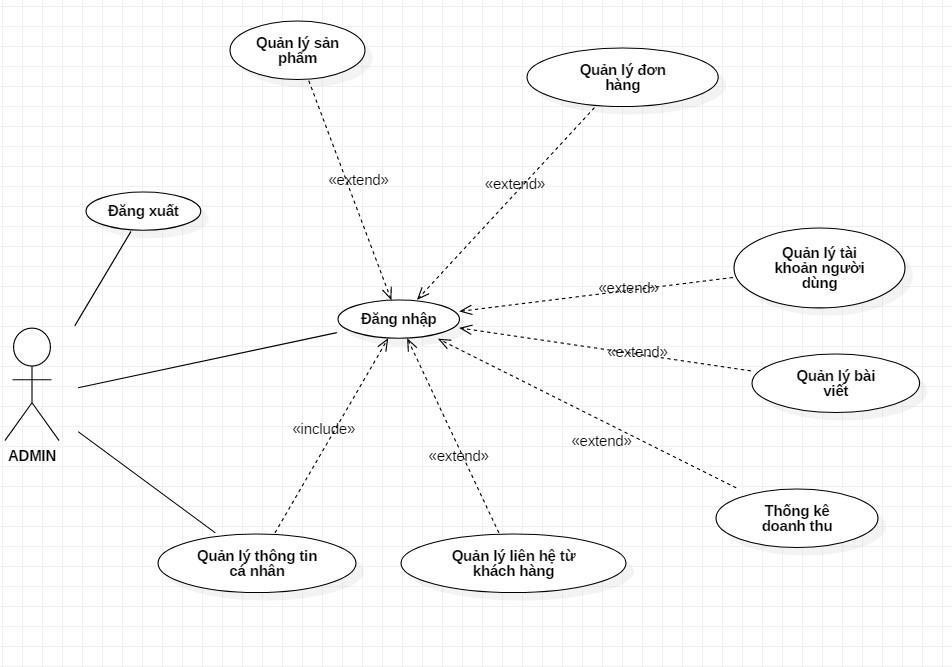 Quản lý sản
phẩm
Quản lý đơn
hàng
«extend»
«extend»
Đăng xuất
Quản lý tài
khoản người
dùng
«extend»
Đăng nhập
«extend»
Quản lý bài
viết
ADMIN
«include»
«extend»
«extend»
Thống kê
doanh thu
Quản lý thông tin
cá nhân
Quản lý liên hệ từ
khách hàng